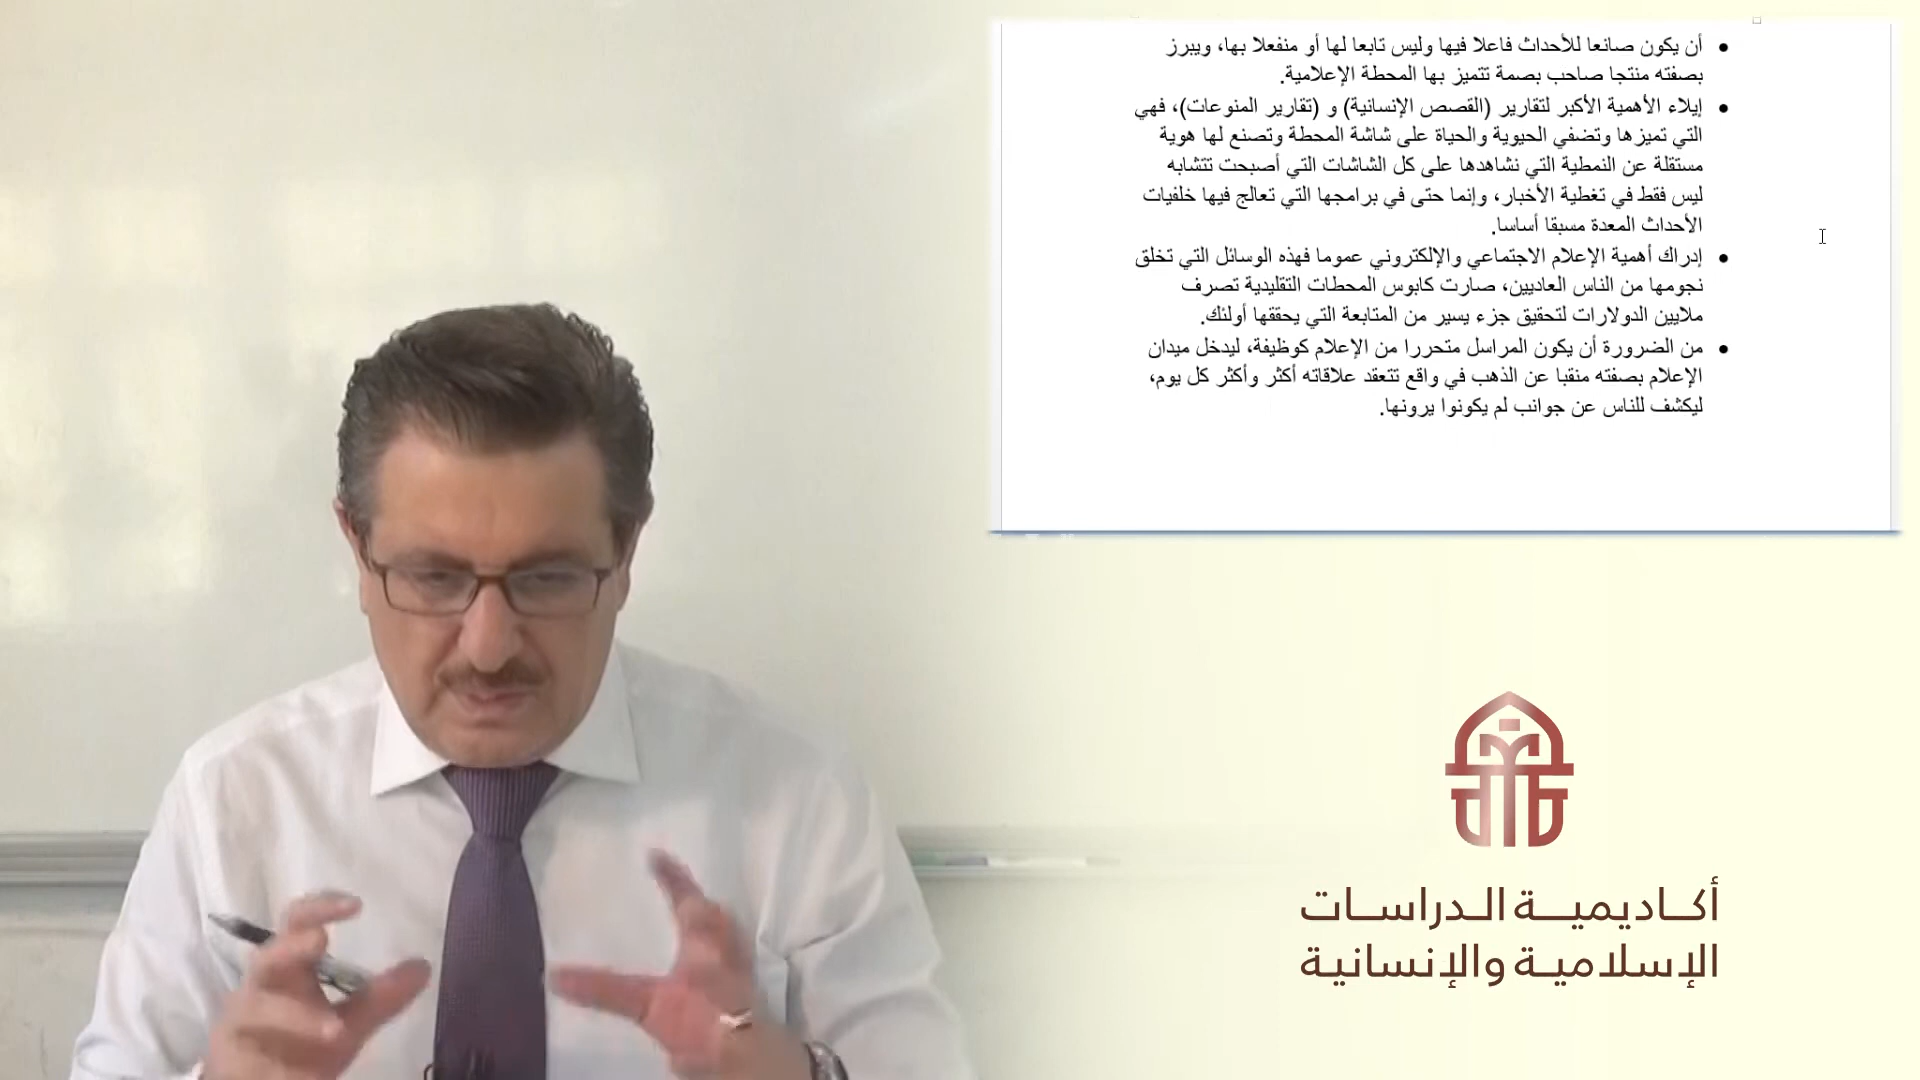 • أن يكون صانعا للأحداث فاعلا فيها وليس تابعا لها أو منفعلا بها، ويبرز
بصفته منتجا صاحب بصمة تتميز بها المحطة الإعلامية.
• إيلاء الأهمية الأكبر لتقارير (القصص الإنسانية) و (تقارير المنوعات)، فهي
التي تميزها وتضفي الحيوية والحياة على شاشة المحطة وتصنع لها هوية
مستقلة عن النمطية التي نشاهدها على كل الشاشات التي أصبحت تتشابه
ليس فقط في تغطية الأخبار، وإنما حتى في برامجها التي تعالج فيها خلفيات
الأحداث المعدة مسبقا أساسا.
• إدراك أهمية الإعلام الاجتماعي والإلكتروني عموما فهذه الوسائل التي تخلق
نجومها من الناس العاديين، صارت كابوس المحطات التقليدية تصرف
ملايين الدولارات لتحقيق جزء يسير من المتابعة التي يحققها أولئك.
• من الضرورة أن يكون المراسل متحررا من الإعلام كوظيفة، ليدخل ميدان
الإعلام بصفته منقبا عن الذهب في واقع تتعقد علاقاته أكثر وأكثر كل يوم،
ليكشف للناس عن جوانب لم يكونوا يرونها.
أكاديمية الدراسات
الإسلامية والإنسانية